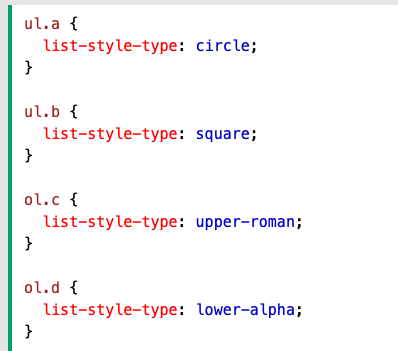 ul.a {
  list-style-type: circle;
}

ul.b {
  list-style-type: square;
}

ol.c {
  list-style-type: upper-roman;
}

ol.d {
  list-style-type: lower-alpha;
}